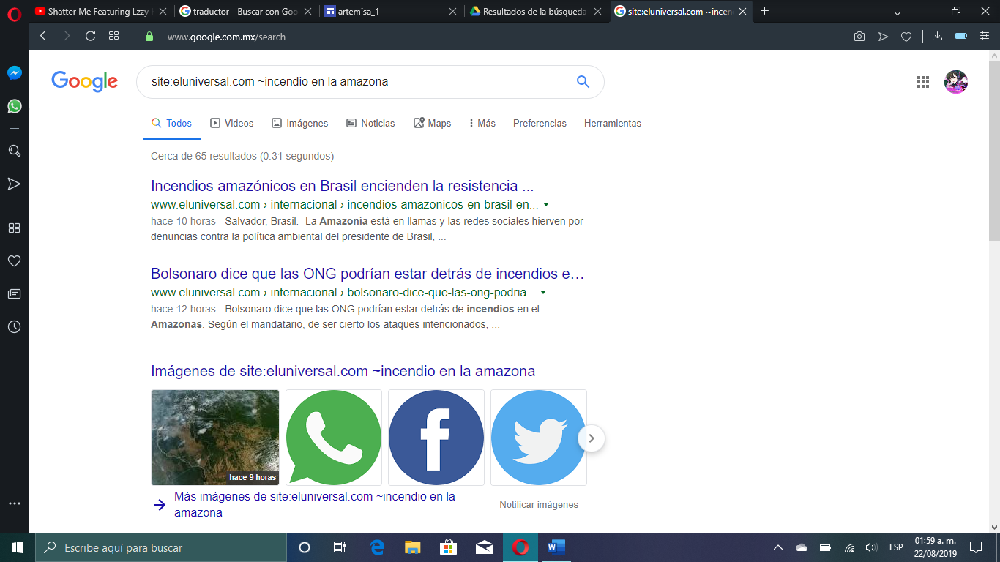 Shatter Me Featuring Lzzy
traductor - Buscar con Goo
artemisa_1
Resultados de la búsqueda
site:eluniversal.com ~incen
www.google.com.mx/search
Google
site:eluniversal.com ~incendio en la amazona
Todos
Videos
Imágenes
Noticias
Maps
Más
Preferencias
Herramientas
Cerca de 65 resultados (0.31 segundos)
Incendios amazónicos en Brasil encienden la resistencia ...
www.eluniversal.com › internacional › incendios-amazonicos-en-brasil-en...
hace 10 horas - Salvador, Brasil.- La Amazonía está en llamas y las redes sociales hierven por
denuncias contra la política ambiental del presidente de Brasil, ...
Bolsonaro dice que las ONG podrían estar detrás de incendios e...
www.eluniversal.com › internacional › bolsonaro-dice-que-las-ong-podria...
hace 12 horas - Bolsonaro dice que las ONG podrían estar detrás de incendios en el
Amazonas. Según el mandatario, de ser cierto los ataques intencionados, ...
Imágenes de site:eluniversal.com ~incendio en la amazona
hace 9 horas
Más imágenes de site:eluniversal.com ~incendio en la
amazona
Notificar imágenes
Escribe aquí para buscar
ESP
01:59 a. m.
22/08/2019